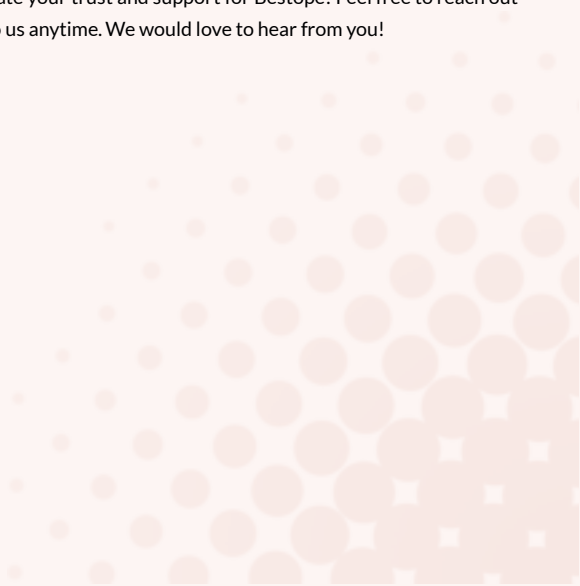 your trust and support for Bestope! Feel free to reach out
us anytime. We would love to hear from you!